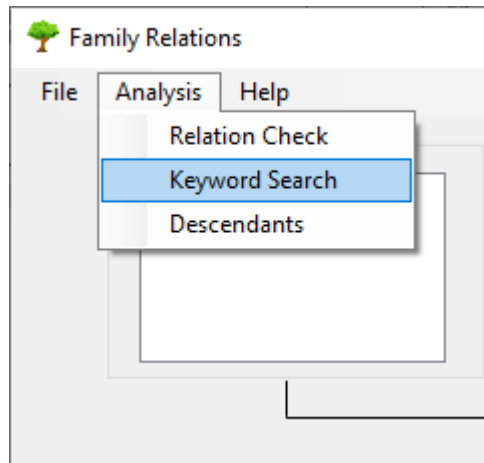 Family Relations
File Analysis Help
Relation Check
Keyword Search
Descendants